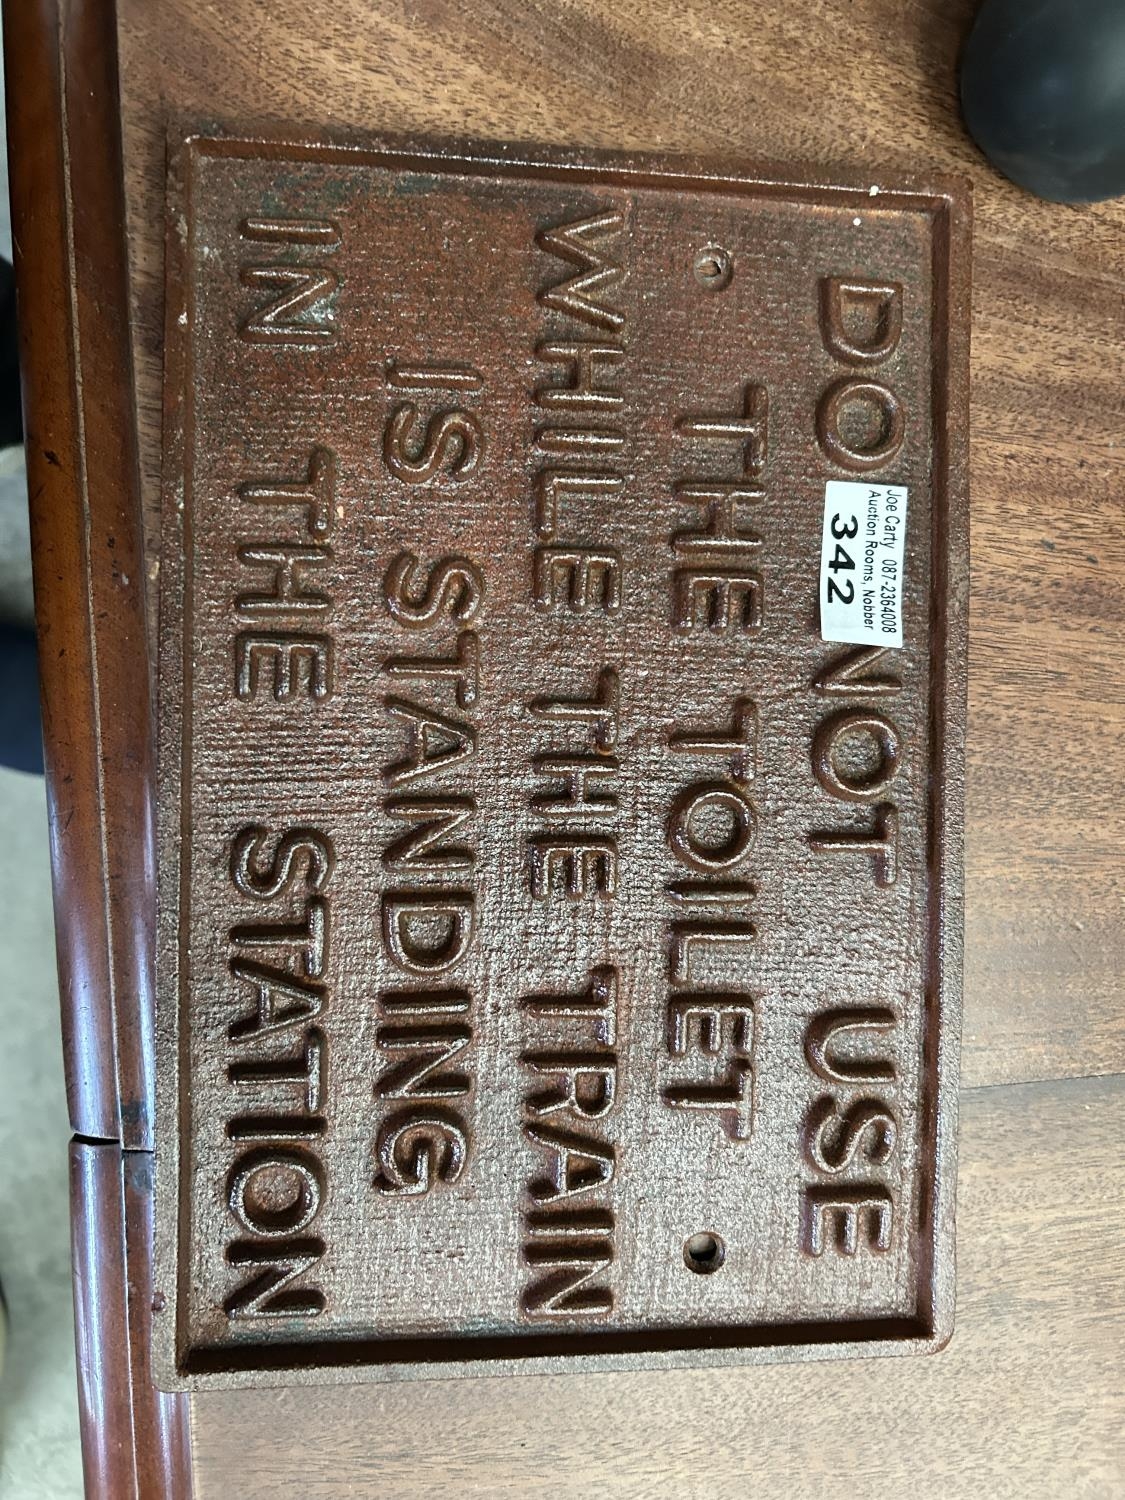 DO NOT USE
THE TOILET
WHILE THE TRAIN
IS STANDING
IN THE STATION
Joe Carty 087-2364008
Auction Rooms, Nobber
342